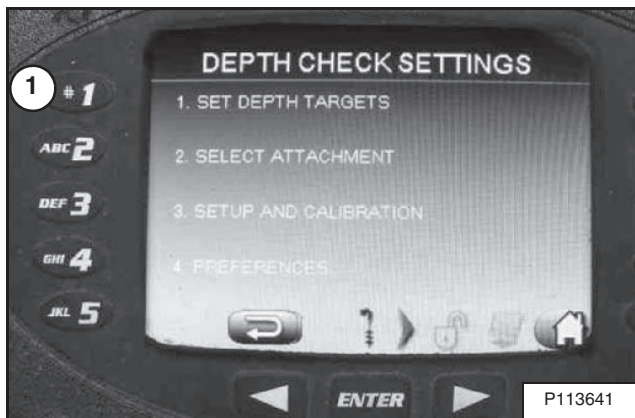 DEPTH CHECK SETTINGS
1
# 1
1. SET DEPTH TARGETS
ABC 2
2. SELECT ATTACHMENT
DEF 3
3. SETUP AND CALIBRATION
GHI 4
4. PREFERENCES
JKL 5
ENTER
P113641